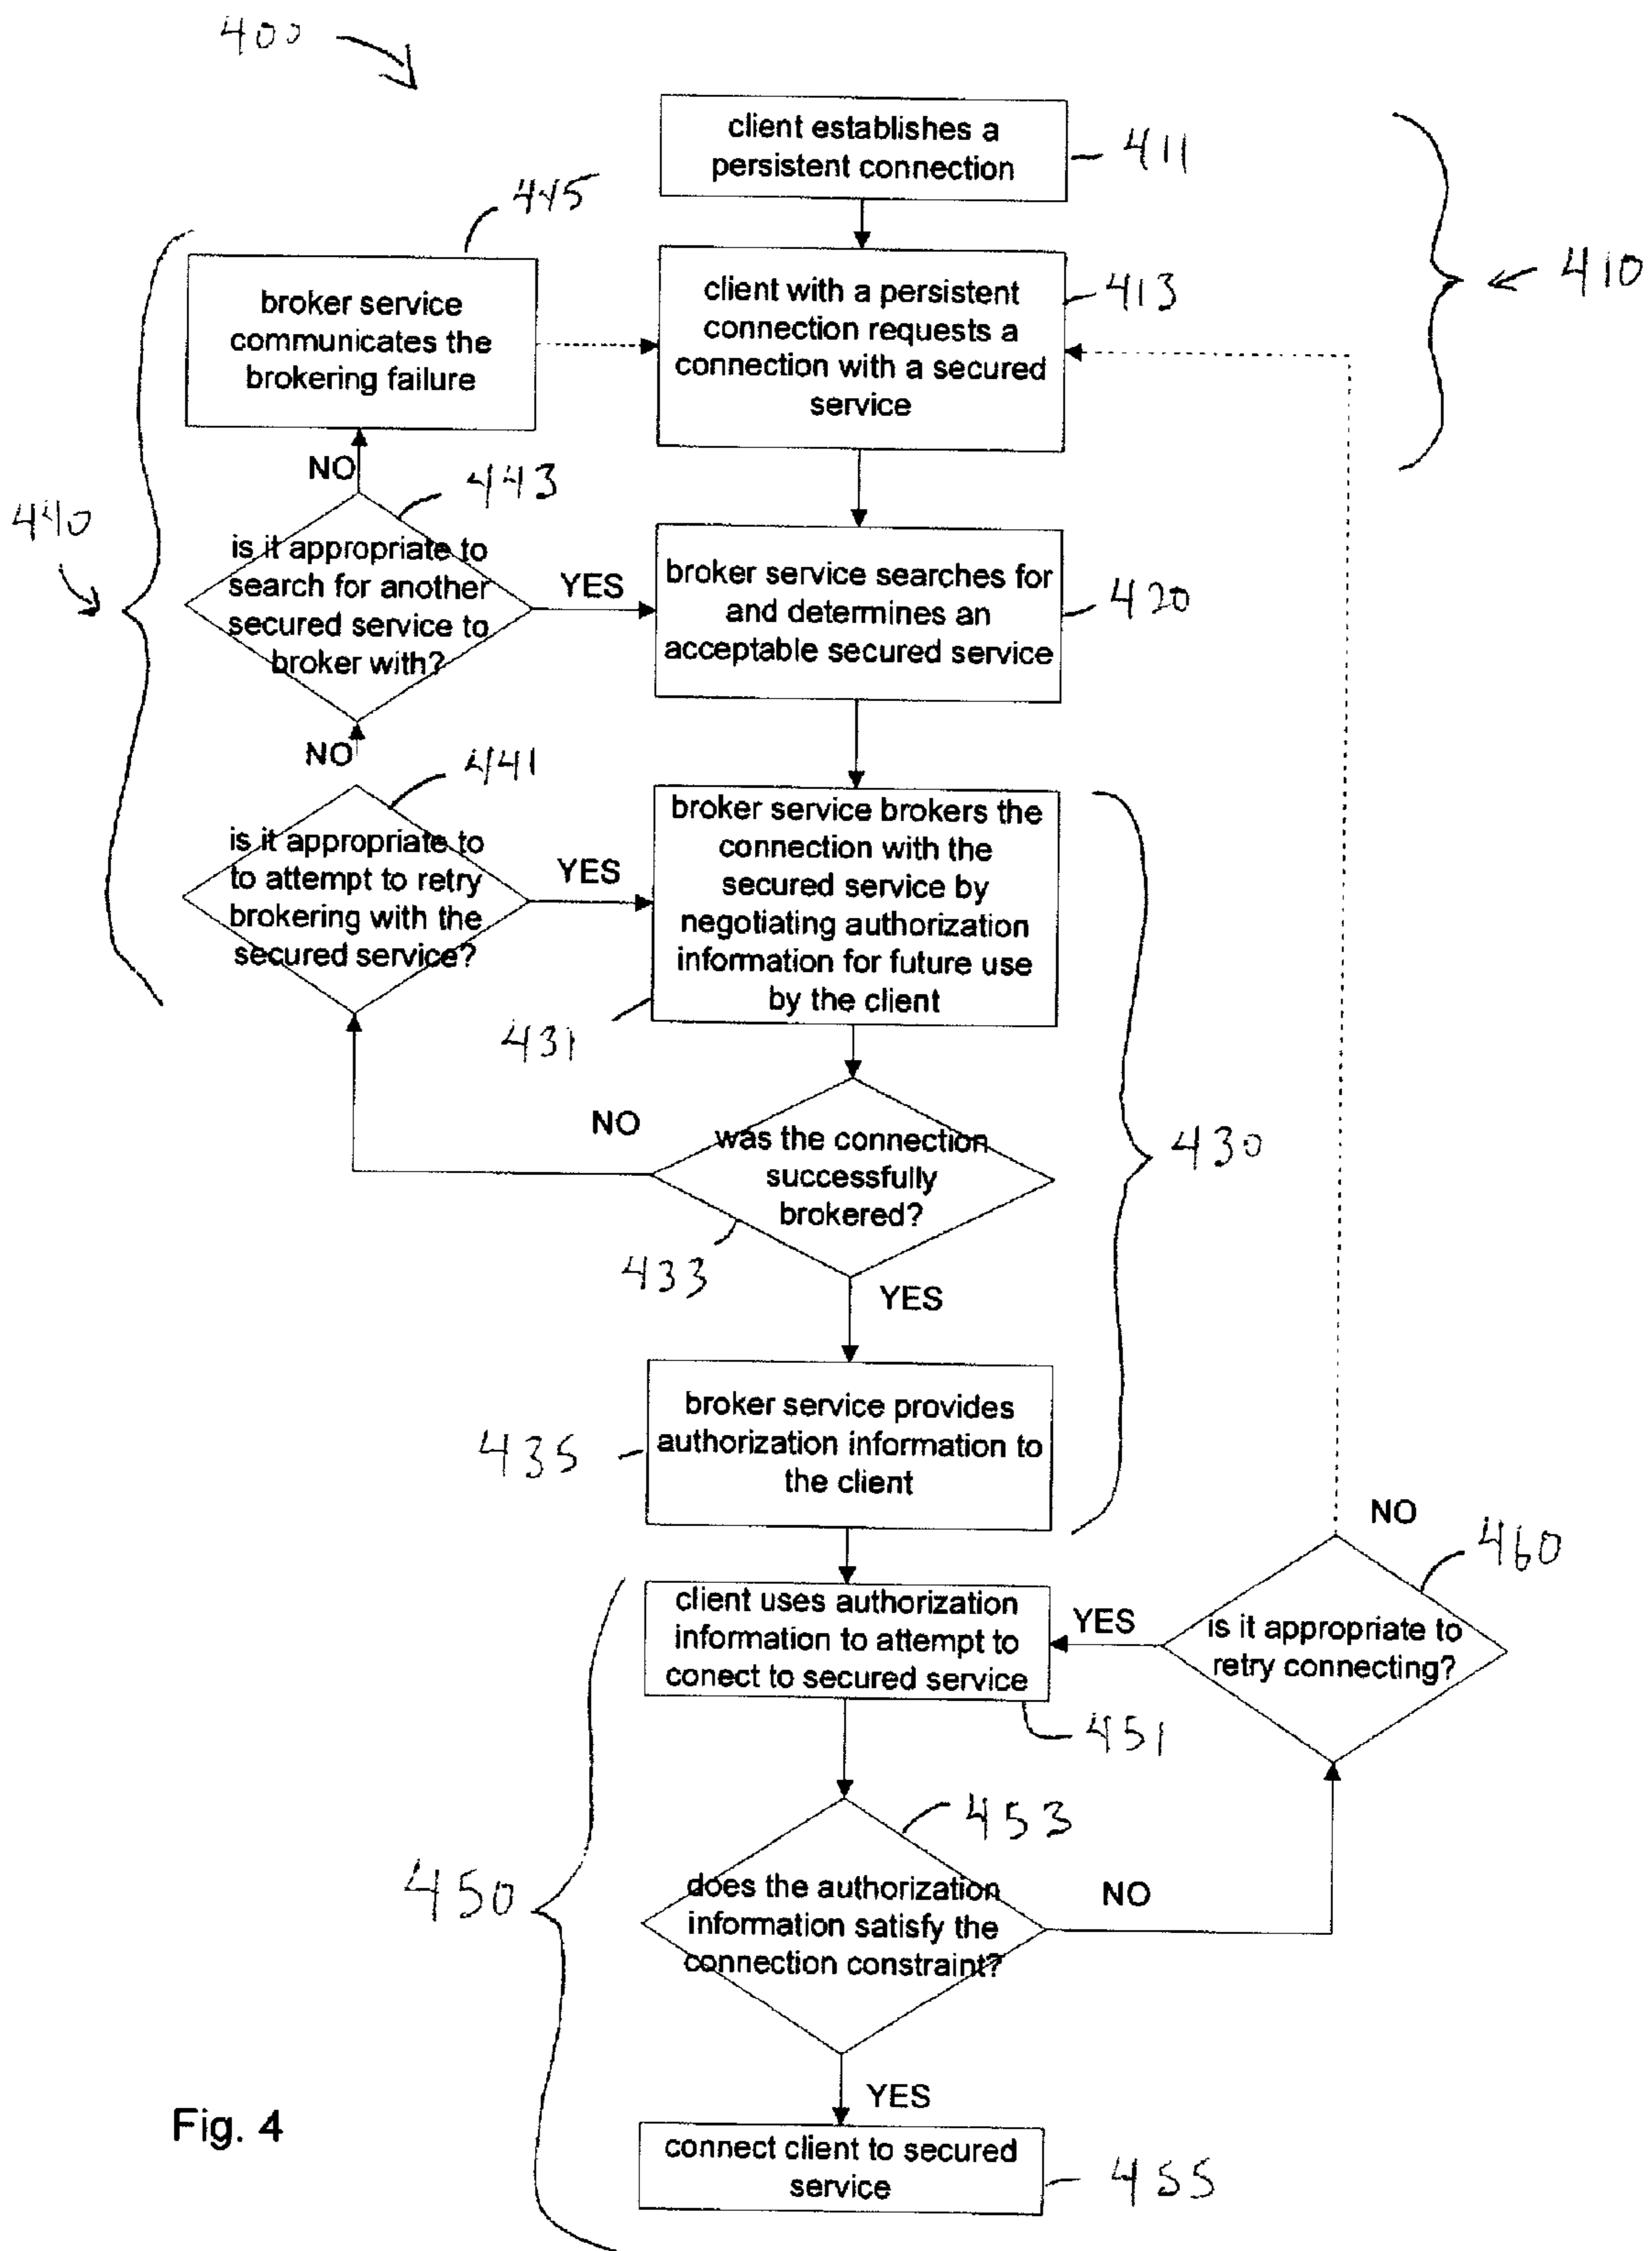 400
client establishes a
persistent connection
411
410
445
broker service
communicates the
brokering failure
client with a persistent
connection requests a
connection with a secured
service
413
NO
443
440
is it appropriate to
search for another
secured service to
broker with?
YES
broker service searches for
and determines an
acceptable secured service
420
NO
441
is it appropriate to
to attempt to retry
brokering with the
secured service?
YES
broker service brokers the
connection with the
secured service by
negotiating authorization
information for future use
by the client
431
430
NO
was the connection
successfully
brokered?
433
YES
broker service provides
authorization information to
the client
435
NO
460
client uses authorization
information to attempt to
conect to secured service
YES
is it appropriate to
retry connecting?
451
453
450
does the authorization
information satisfy the
connection constraint?
NO
YES
connect client to secured
service
455
Fig. 4